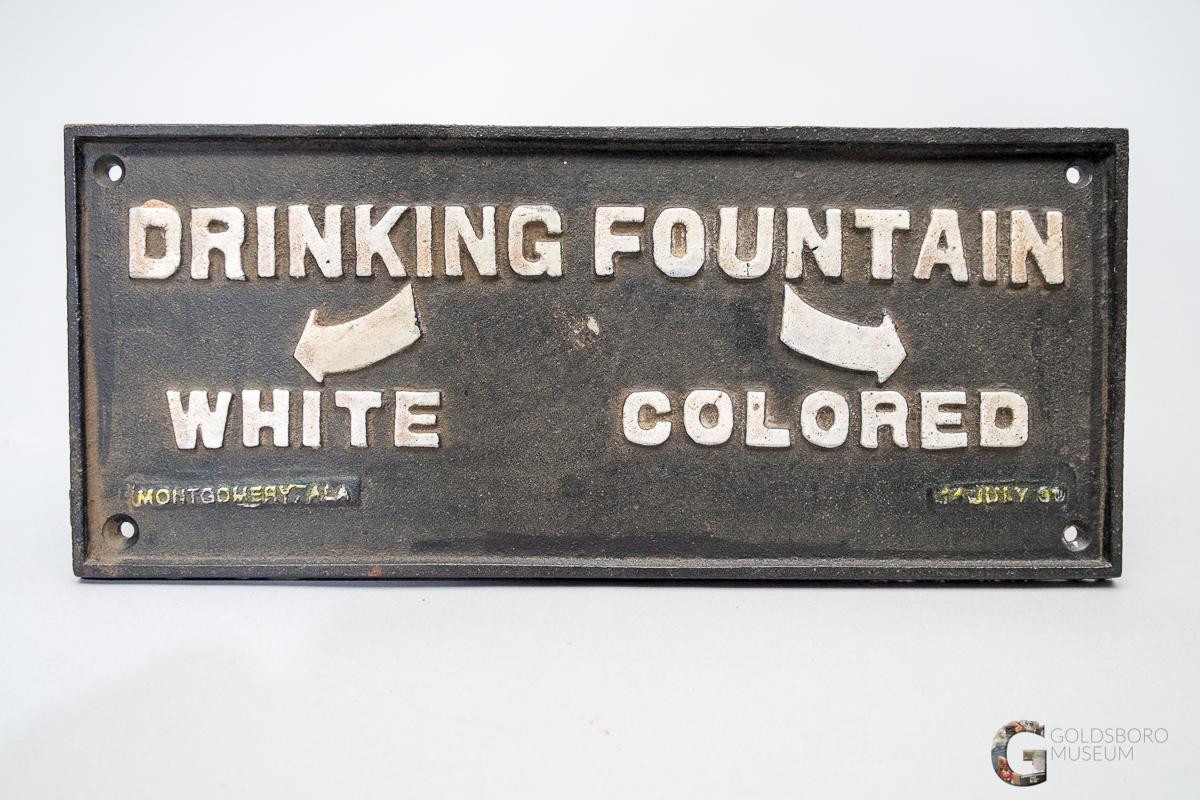 DRINKING FOUNTAIN
WHITE COLORED
MONTGOMERY, ALA JULY
GOLDSBORO
MUSEUM